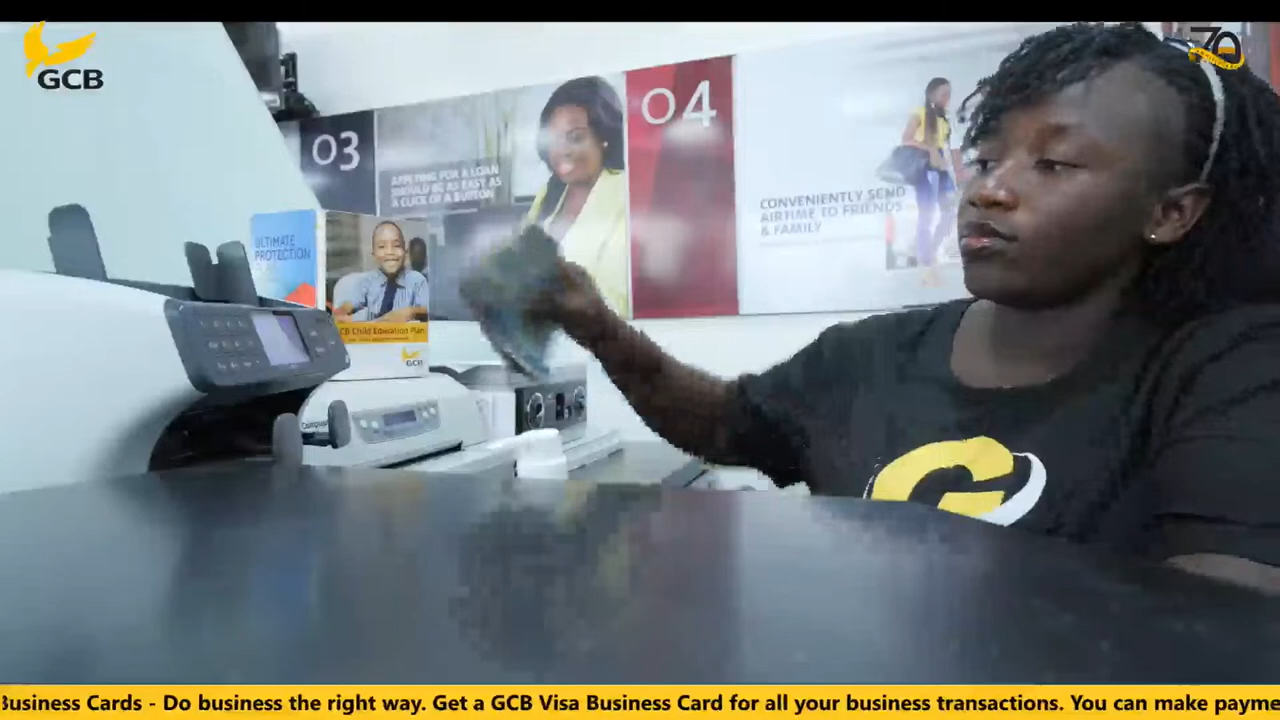 GCB
70
03
APPLYING FOR A LOAN
SHOULD BE AS EASY AS
A CLICK OF A BUTTON
04
CONVENIENTLY SEND
AIRTIME TO FRIENDS
& FAMILY
ULTIMATE
PROTECTION
CB Child Education Plan
GCB
Business Cards - Do business the right way. Get a GCB Visa Business Card for all your business transactions. You can make payme